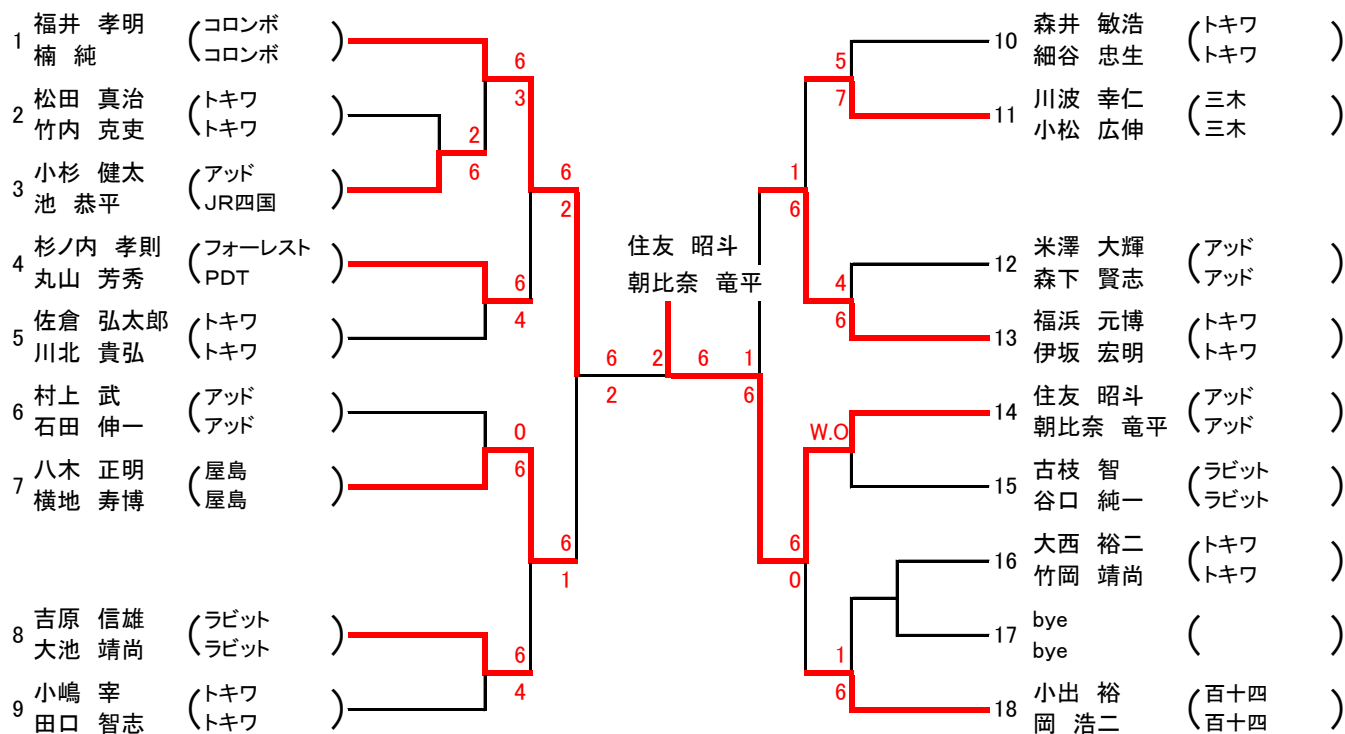 1 福井 孝明 (コロンボ
楠 純 コロンボ)
2 松田 真治 (トキワ
竹内 克吏 トキワ)
3 小杉 健太 (アッド
池 恭平 JR四国)
4 杉ノ内 孝則 (フォーレスト
丸山 芳秀 PDT)
5 佐倉 弘太郎 (トキワ
川北 貴弘 トキワ)
6 村上 武 (アッド
石田 伸一 アッド)
7 八木 正明 (屋島
横地 寿博 屋島)
8 吉原 信雄 (ラビット
大池 靖尚 ラビット)
9 小嶋 宰 (トキワ
田口 智志 トキワ)
6
3
2
6
6
4
0
6
6
4
6
2
6
1
6 2 6 1
2 6
住友 昭斗
朝比奈 竜平
5
7
1
6
4
6
W.O
6
0
1
6
10 森井 敏浩 (トキワ
細谷 忠生 トキワ)
11 川波 幸仁 (三木
小松 広伸 三木)
12 米澤 大輝 (アッド
森下 賢志 アッド)
13 福浜 元博 (トキワ
伊坂 宏明 トキワ)
14 住友 昭斗 (アッド
朝比奈 竜平 アッド)
15 古枝 智 (ラビット
谷口 純一 ラビット)
16 大西 裕二 (トキワ
竹岡 靖尚 トキワ)
17 bye ( )
bye
18 小出 裕 (百十四
岡 浩二 百十四)